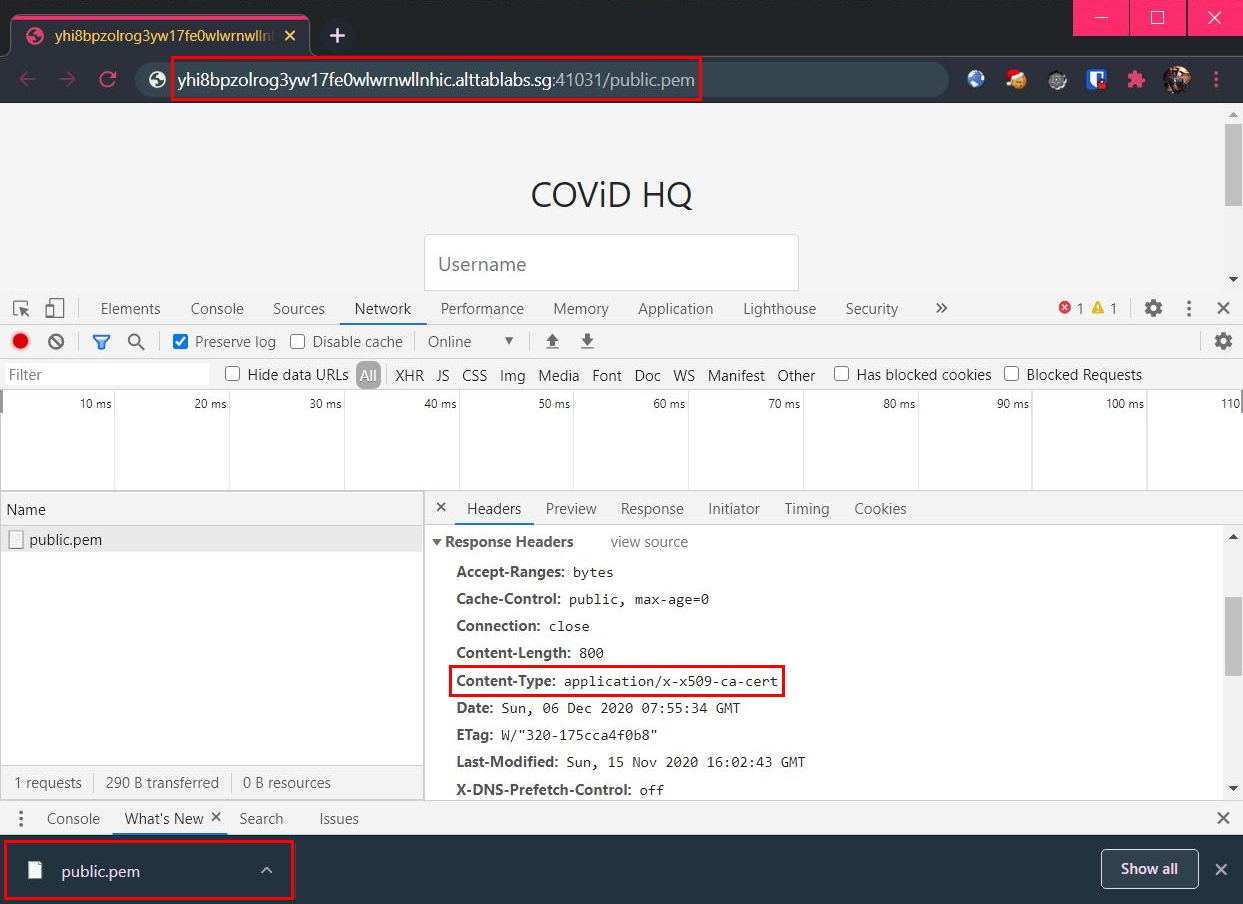 yhi8bpzolrog3yw17fe0wlwrnwllnl
yhi8bpzolrog3yw17fe0wlwrnwllnhic.alttablabs.sg:41031/public.pem
COViD HQ
Username
Elements Console Sources Network Performance Memory Application Lighthouse Security » 1 1
Preserve log Disable cache Online
Filter Hide data URLs All XHR JS CSS Img Media Font Doc WS Manifest Other Has blocked cookies Blocked Requests
10 ms 20 ms 30 ms 40 ms 50 ms 60 ms 70 ms 80 ms 90 ms 100 ms 110
Name
public.pem
1 requests 290 B transferred 0 B resources
Headers Preview Response Initiator Timing Cookies
Response Headers view source
Accept-Ranges: bytes
Cache-Control: public, max-age=0
Connection: close
Content-Length: 800
Content-Type: application/x-x509-ca-cert
Date: Sun, 06 Dec 2020 07:55:34 GMT
ETag: W/"320-175cca4f0b8"
Last-Modified: Sun, 15 Nov 2020 16:02:43 GMT
X-DNS-Prefetch-Control: off
Console What's New Search Issues
public.pem
Show all